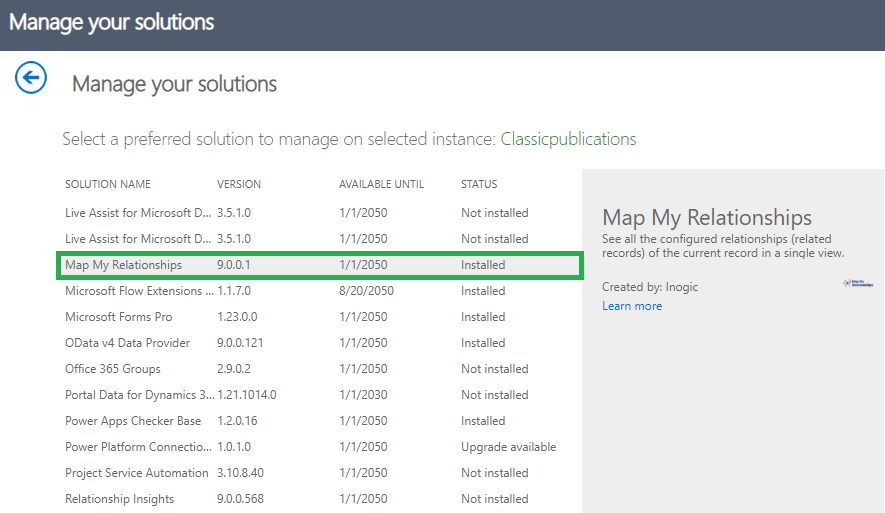 Manage your solutions
Manage your solutions
Select a preferred solution to manage on selected instance: Classicpublications
SOLUTION NAME VERSION AVAILABLE UNTIL STATUS
Live Assist for Microsoft D... 3.5.1.0 1/1/2050 Not installed
Live Assist for Microsoft D... 3.5.1.0 1/1/2050 Not installed
Map My Relationships 9.0.0.1 1/1/2050 Installed
Microsoft Flow Extensions ... 1.1.7.0 8/20/2050 Installed
Microsoft Forms Pro 1.23.0.0 1/1/2050 Installed
OData v4 Data Provider 9.0.0.121 1/1/2050 Installed
Office 365 Groups 2.9.0.2 1/1/2050 Not installed
Portal Data for Dynamics 3... 1.21.1014.0 1/1/2030 Not installed
Power Apps Checker Base 1.2.0.16 1/1/2050 Installed
Power Platform Connectio... 1.0.1.0 1/1/2050 Upgrade available
Project Service Automation 3.10.8.40 1/1/2050 Not installed
Relationship Insights 9.0.0.568 1/1/2050 Not installed
Map My Relationships
See all the configured relationships (related
records) of the current record in a single view.
Created by: Inogic
Learn more